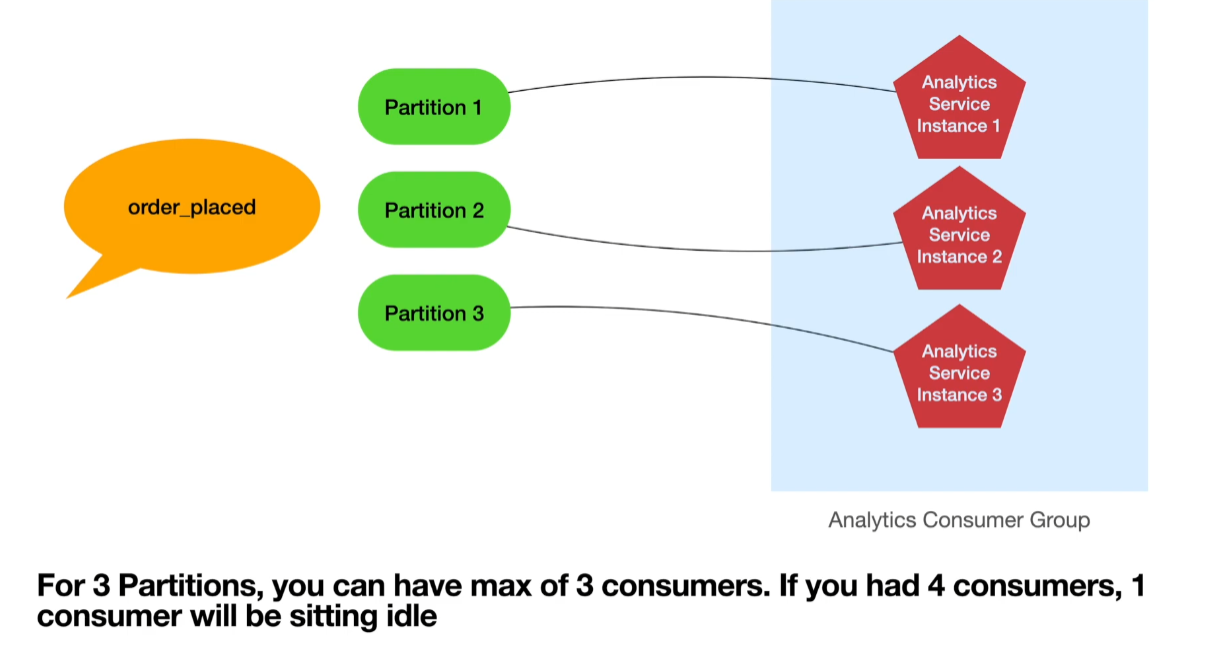 order_placed
Partition 1
Partition 2
Partition 3
Analytics
Service
Instance 1
Analytics
Service
Instance 2
Analytics
Service
Instance 3
Analytics Consumer Group
For 3 Partitions, you can have max of 3 consumers. If you had 4 consumers, 1
consumer will be sitting idle